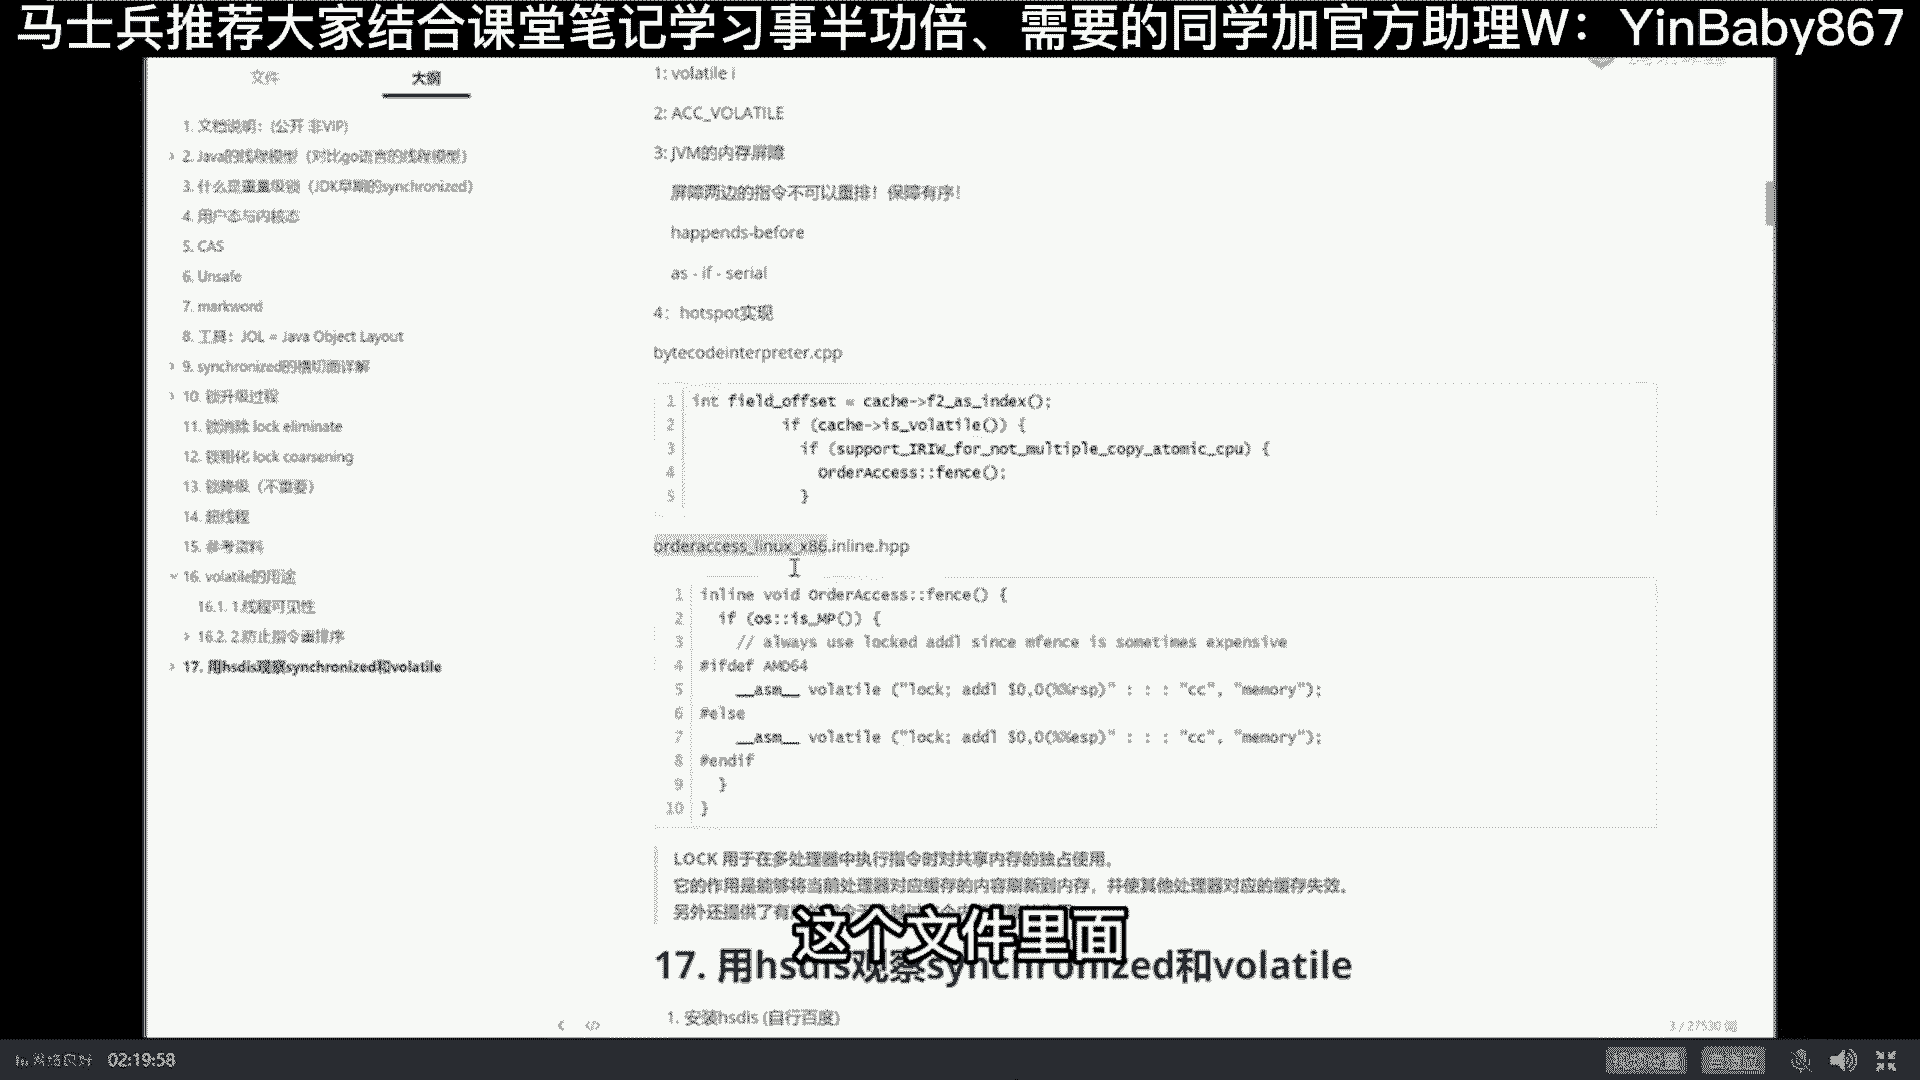 马士兵推荐大家结合课堂笔记学习事半功倍、需要的同学加官方助理W：YinBaby867
文件
大纲
1. 文档说明：(公开 非VIP)
2. Java的线程模型（对比go语言的线程模型）
3. 什么是重量级锁（JDK早期的synchronized）
4. 用户态与内核态
5. CAS
6. Unsafe
7. markword
8. 工具：JOL = Java Object Layout
9. synchronized的横切面详解
10. 锁升级过程
11. 锁消除 lock eliminate
12. 锁粗化 lock coarsening
13. 锁降级（不重要）
14. 超线程
15. 参考资料
16. volatile的用途
16.1. 1.线程可见性
16.2. 2.防止指令重排序
17. 用hsdis观察synchronized和volatile
1: volatile i
2: ACC_VOLATILE
3: JVM的内存屏障
屏障两边的指令不可以重排！保障有序！
happends-before
as - if - serial
4：hotspot实现
bytecodeinterpreter.cpp
1 int field_offset = cache->f2_as_index();
2 if (cache->is_volatile()) {
3 if (support_IRIW_for_not_multiple_copy_atomic_cpu) {
4 OrderAccess::fence();
5 }
orderaccess_linux_x86.inline.hpp
1 inline void OrderAccess::fence() {
2 if (os::is_MP()) {
3 // always use locked addl since mfence is sometimes expensive
4 #ifdef AMD64
5 __asm__ volatile ("lock; addl $0,0(%%rsp)" : : : "cc", "memory");
6 #else
7 __asm__ volatile ("lock; addl $0,0(%%esp)" : : : "cc", "memory");
8 #endif
9 }
10 }
LOCK 用于在多处理器中执行指令时对共享内存的独占使用。
它的作用是能够将当前处理器对应缓存的内容刷新到内存，并使其他处理器对应的缓存失效。
另外还提供了有
这个文件里面
17. 用hsdis观察synchronized和volatile
1. 安装hsdis (自行百度)
3 / 27530 词
02:19:58